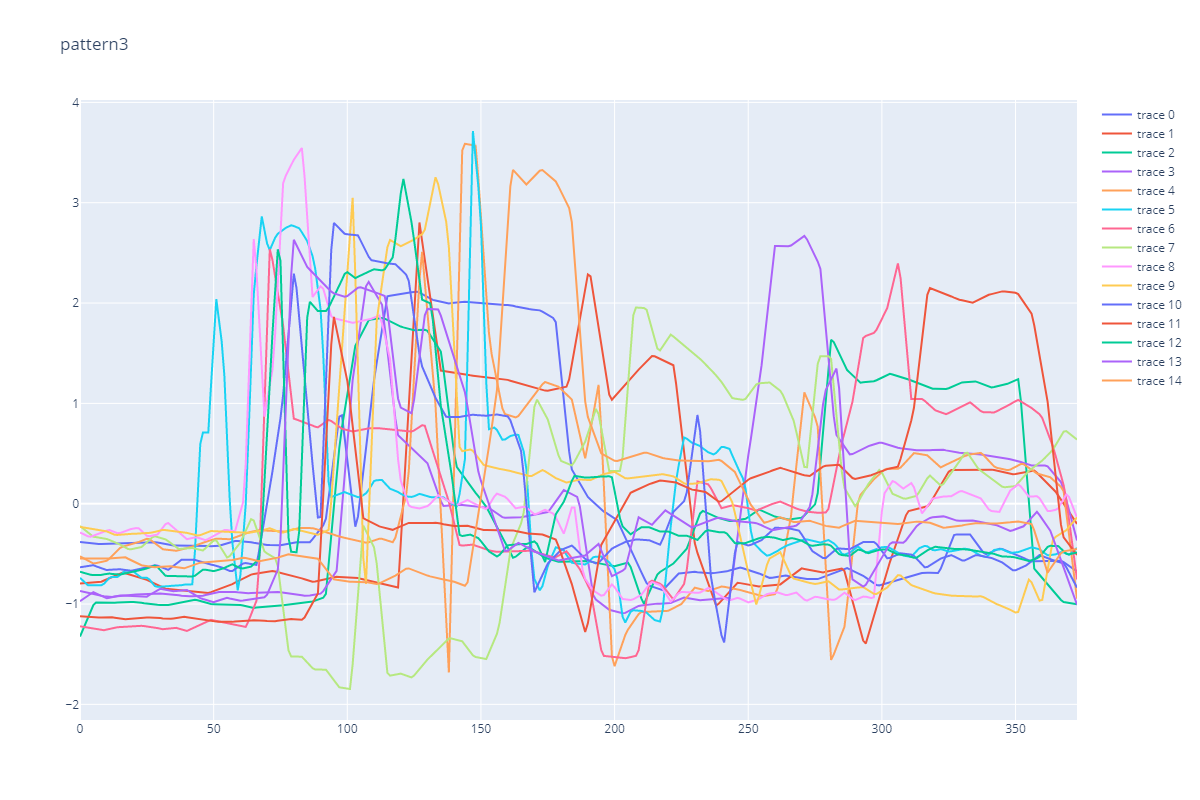 pattern3
4
3
2
1
0
−1
−2
0 50 100 150 200 250 300 350
trace 0
trace 1
trace 2
trace 3
trace 4
trace 5
trace 6
trace 7
trace 8
trace 9
trace 10
trace 11
trace 12
trace 13
trace 14